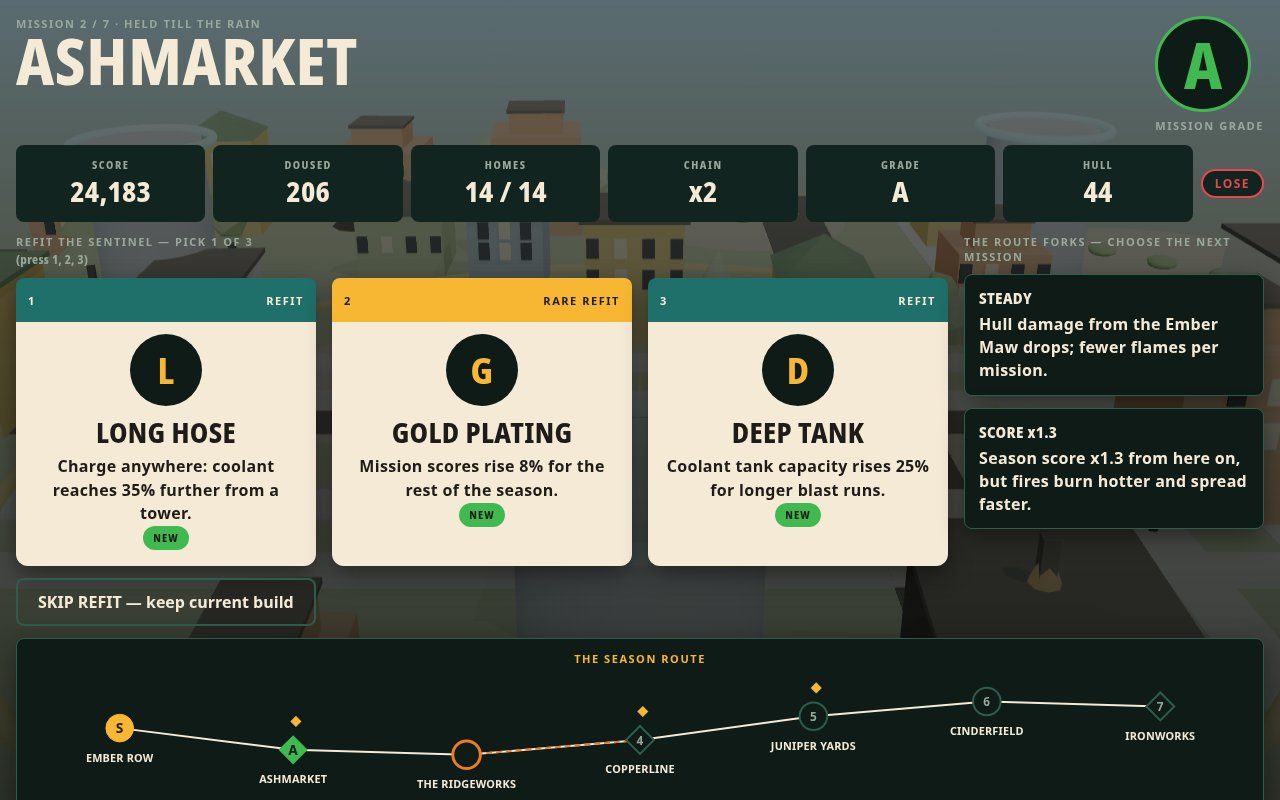 MISSION 2 / 7 · HELD TILL THE RAIN
ASHMARKET
A
MISSION GRADE
SCORE
24,183
DOUSED
206
HOMES
14 / 14
CHAIN
x2
GRADE
A
HULL
44
LOSE
REFIT THE SENTINEL — PICK 1 OF 3
(press 1, 2, 3)
1 REFIT
L
LONG HOSE
Charge anywhere: coolant
reaches 35% further from a
tower.
NEW
2 RARE REFIT
G
GOLD PLATING
Mission scores rise 8% for the
rest of the season.
NEW
3 REFIT
D
DEEP TANK
Coolant tank capacity rises 25%
for longer blast runs.
NEW
THE ROUTE FORKS — CHOOSE THE NEXT
MISSION
STEADY
Hull damage from the Ember
Maw drops; fewer flames per
mission.
SCORE x1.3
Season score x1.3 from here on,
but fires burn hotter and spread
faster.
SKIP REFIT — keep current build
THE SEASON ROUTE
S
EMBER ROW
A
ASHMARKET
THE RIDGEWORKS
4
COPPERLINE
5
JUNIPER YARDS
6
CINDERFIELD
7
IRONWORKS